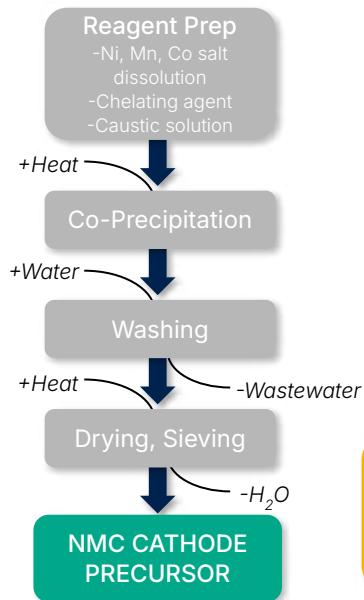 Reagent Prep
-Ni, Mn, Co salt
dissolution
-Chelating agent
-Caustic solution
+Heat
Co-Precipitation
+Water
Washing
+Heat
-Wastewater
Drying, Sieving
-H₂O
NMC CATHODE
PRECURSOR